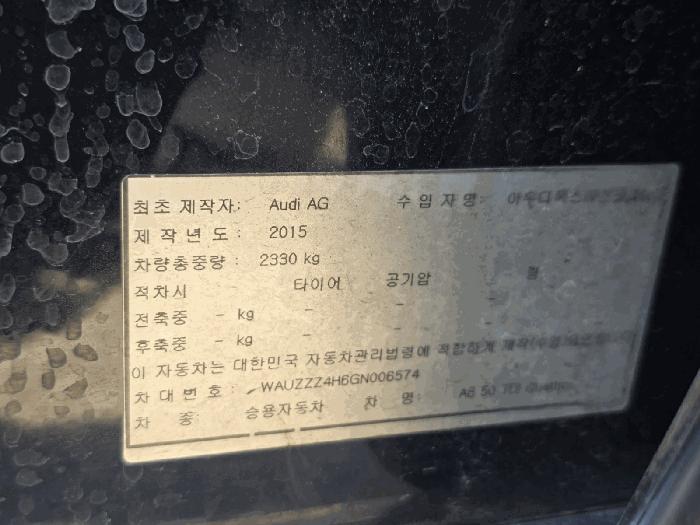 최초 제작자: Audi AG 수 입 자 명:
제 작 년 도 : 2015
차량총중량 : 2330 kg
적차시 타이어 공기압
전축중 - kg - -
후축중 - kg - -
이 자동차는 대한민국 자동차관리법령에 적합하게
차 대 번 호 : WAUZZZ4H6GN006574
차 종: 승용자동차 차 명: 50 TDI